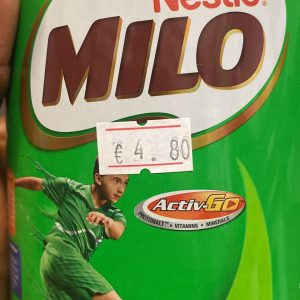 Nestlé
MILO
€ 4.80
Activ-GO
PROTOMALT • VITAMINS • MINERALS